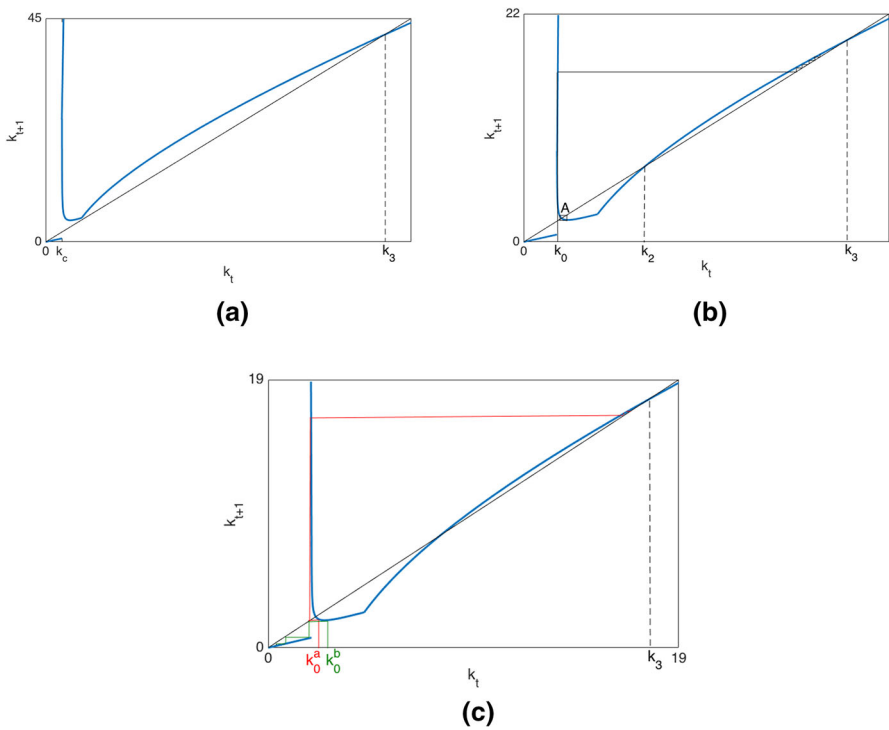 45
k_{t+1}
0
0 k_c k_3
k_t
(a)
22
k_{t+1}
A
0
0 k_0 k_2 k_3
k_t
(b)
19
k_{t+1}
0
0 k_0^a k_0^b k_3 19
k_t
(c)